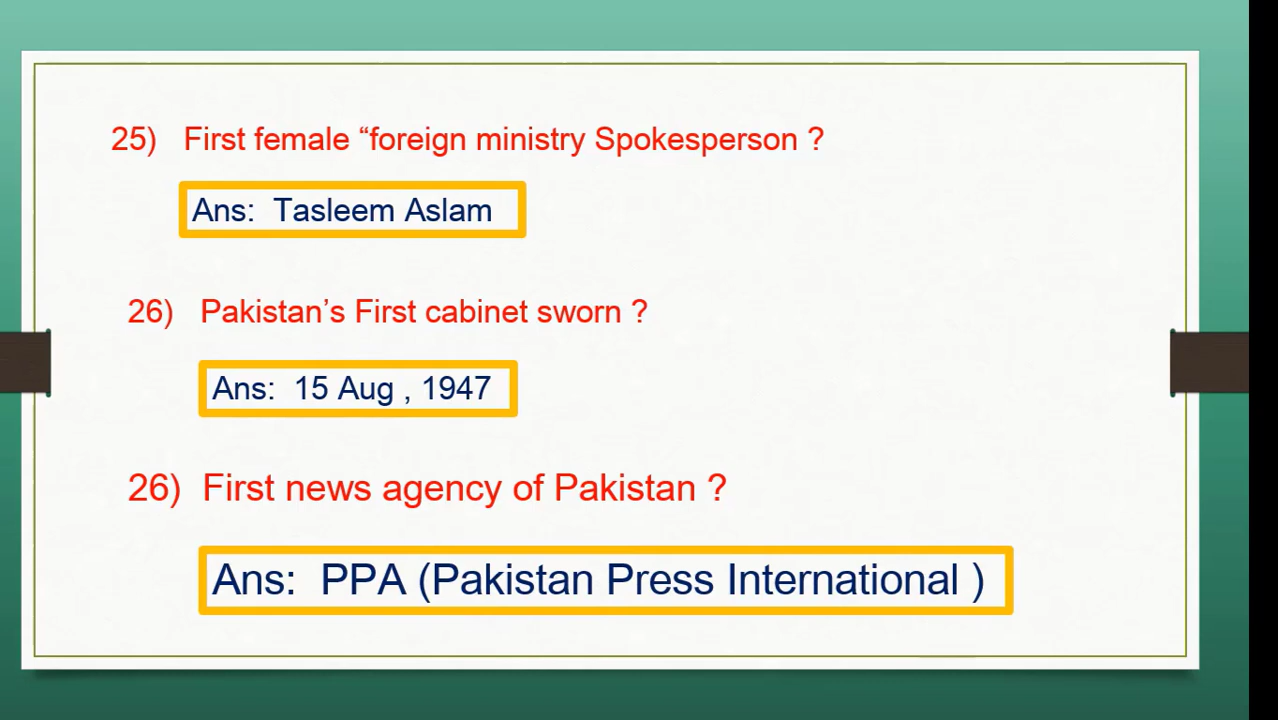 25) First female “foreign ministry Spokesperson ?
Ans: Tasleem Aslam
26) Pakistan’s First cabinet sworn ?
Ans: 15 Aug , 1947
26) First news agency of Pakistan ?
Ans: PPA (Pakistan Press International )